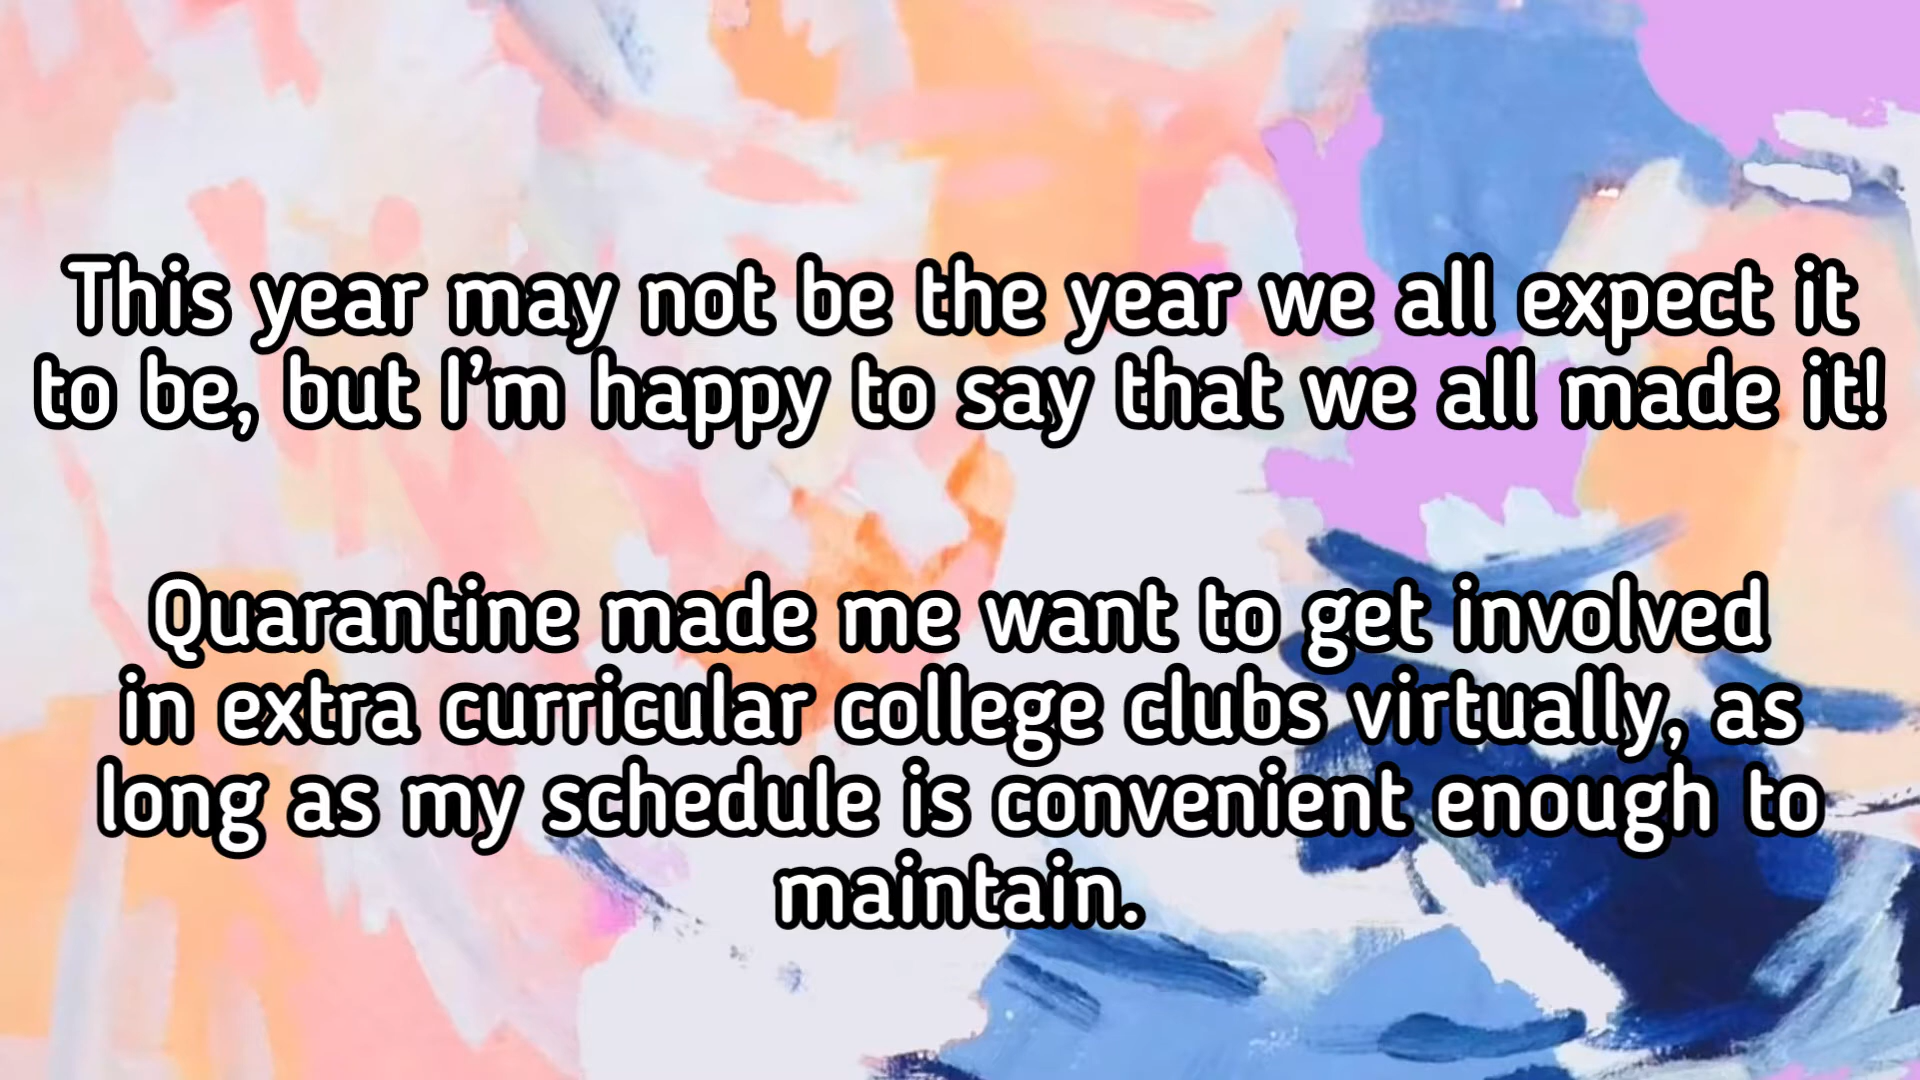 This year may not be the year we all expect it
to be, but I’m happy to say that we all made it!
Quarantine made me want to get involved
in extra curricular college clubs virtually, as
long as my schedule is convenient enough to
maintain.